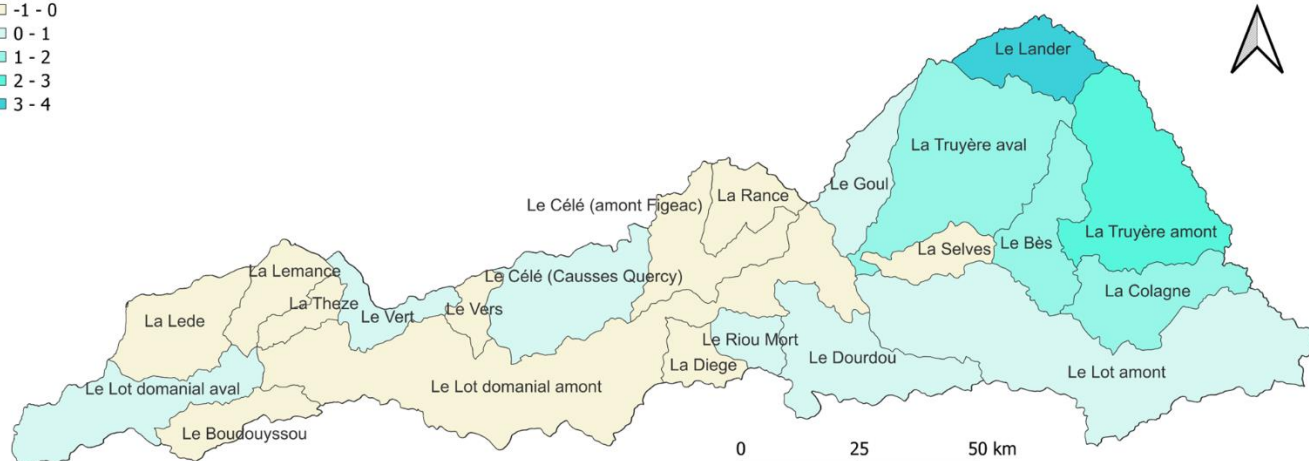 -1 - 0
0 - 1
1 - 2
2 - 3
3 - 4
Le Lander
La Truyère aval
Le Goul
La Rance
Le Célé (amont Figeac)
La Truyère amont
Le Bès
La Selves
La Lemance
Le Célé (Causses Quercy)
La Colagne
La Theze
Le Vers
Le Vert
La Lede
Le Riou Mort
Le Dourdou
La Diege
Le Lot amont
Le Lot domanial aval
Le Lot domanial amont
Le Boudouyssou
0 25 50 km